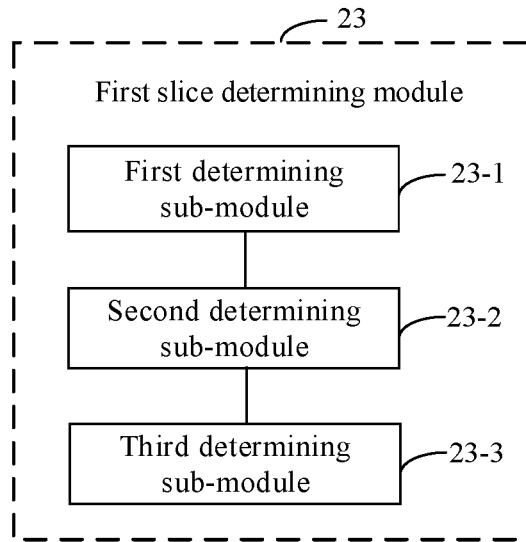 23
First slice determining module
First determining
sub-module
23-1
Second determining
sub-module
23-2
Third determining
sub-module
23-3